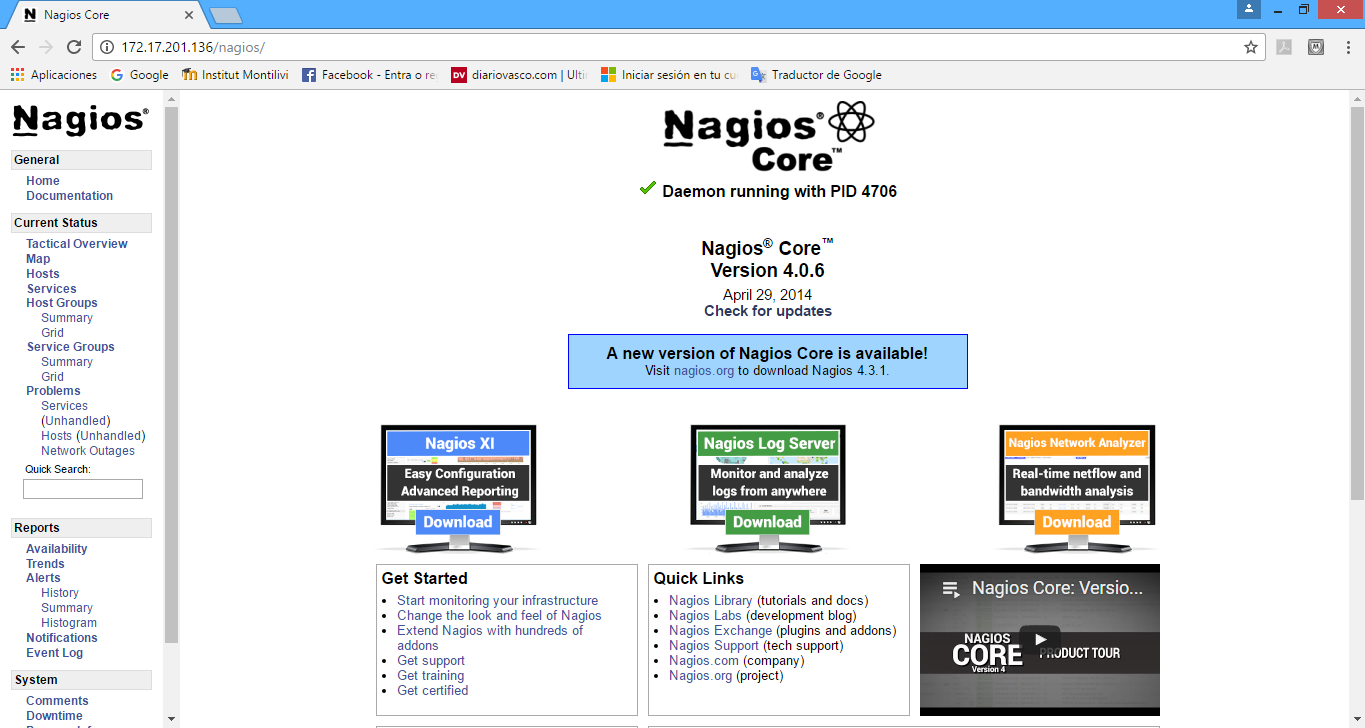 Nagios Core
172.17.201.136/nagios/
Aplicaciones
Google
Institut Montilivi
Facebook - Entra o re
diariovasco.com | Ulti
Iniciar sesión en tu cu
Traductor de Google
Nagios®
General
Home
Documentation
Current Status
Tactical Overview
Map
Hosts
Services
Host Groups
Summary
Grid
Service Groups
Summary
Grid
Problems
Services
(Unhandled)
Hosts (Unhandled)
Network Outages
Quick Search:
Reports
Availability
Trends
Alerts
History
Summary
Histogram
Notifications
Event Log
System
Comments
Downtime
Nagios®
Core™
Daemon running with PID 4706
Nagios® Core™
Version 4.0.6
April 29, 2014
Check for updates
A new version of Nagios Core is available!
Visit nagios.org to download Nagios 4.3.1.
Nagios XI
Easy Configuration
Advanced Reporting
Download
Nagios Log Server
Monitor and analyze
logs from anywhere
Download
Nagios Network Analyzer
Real-time netflow and
bandwidth analysis
Download
Get Started
Start monitoring your infrastructure
Change the look and feel of Nagios
Extend Nagios with hundreds of
addons
Get support
Get training
Get certified
Quick Links
Nagios Library (tutorials and docs)
Nagios Labs (development blog)
Nagios Exchange (plugins and addons)
Nagios Support (tech support)
Nagios.com (company)
Nagios.org (project)
Nagios Core: Versio...
NAGIOS
CORE
Version 4
PRODUCT TOUR